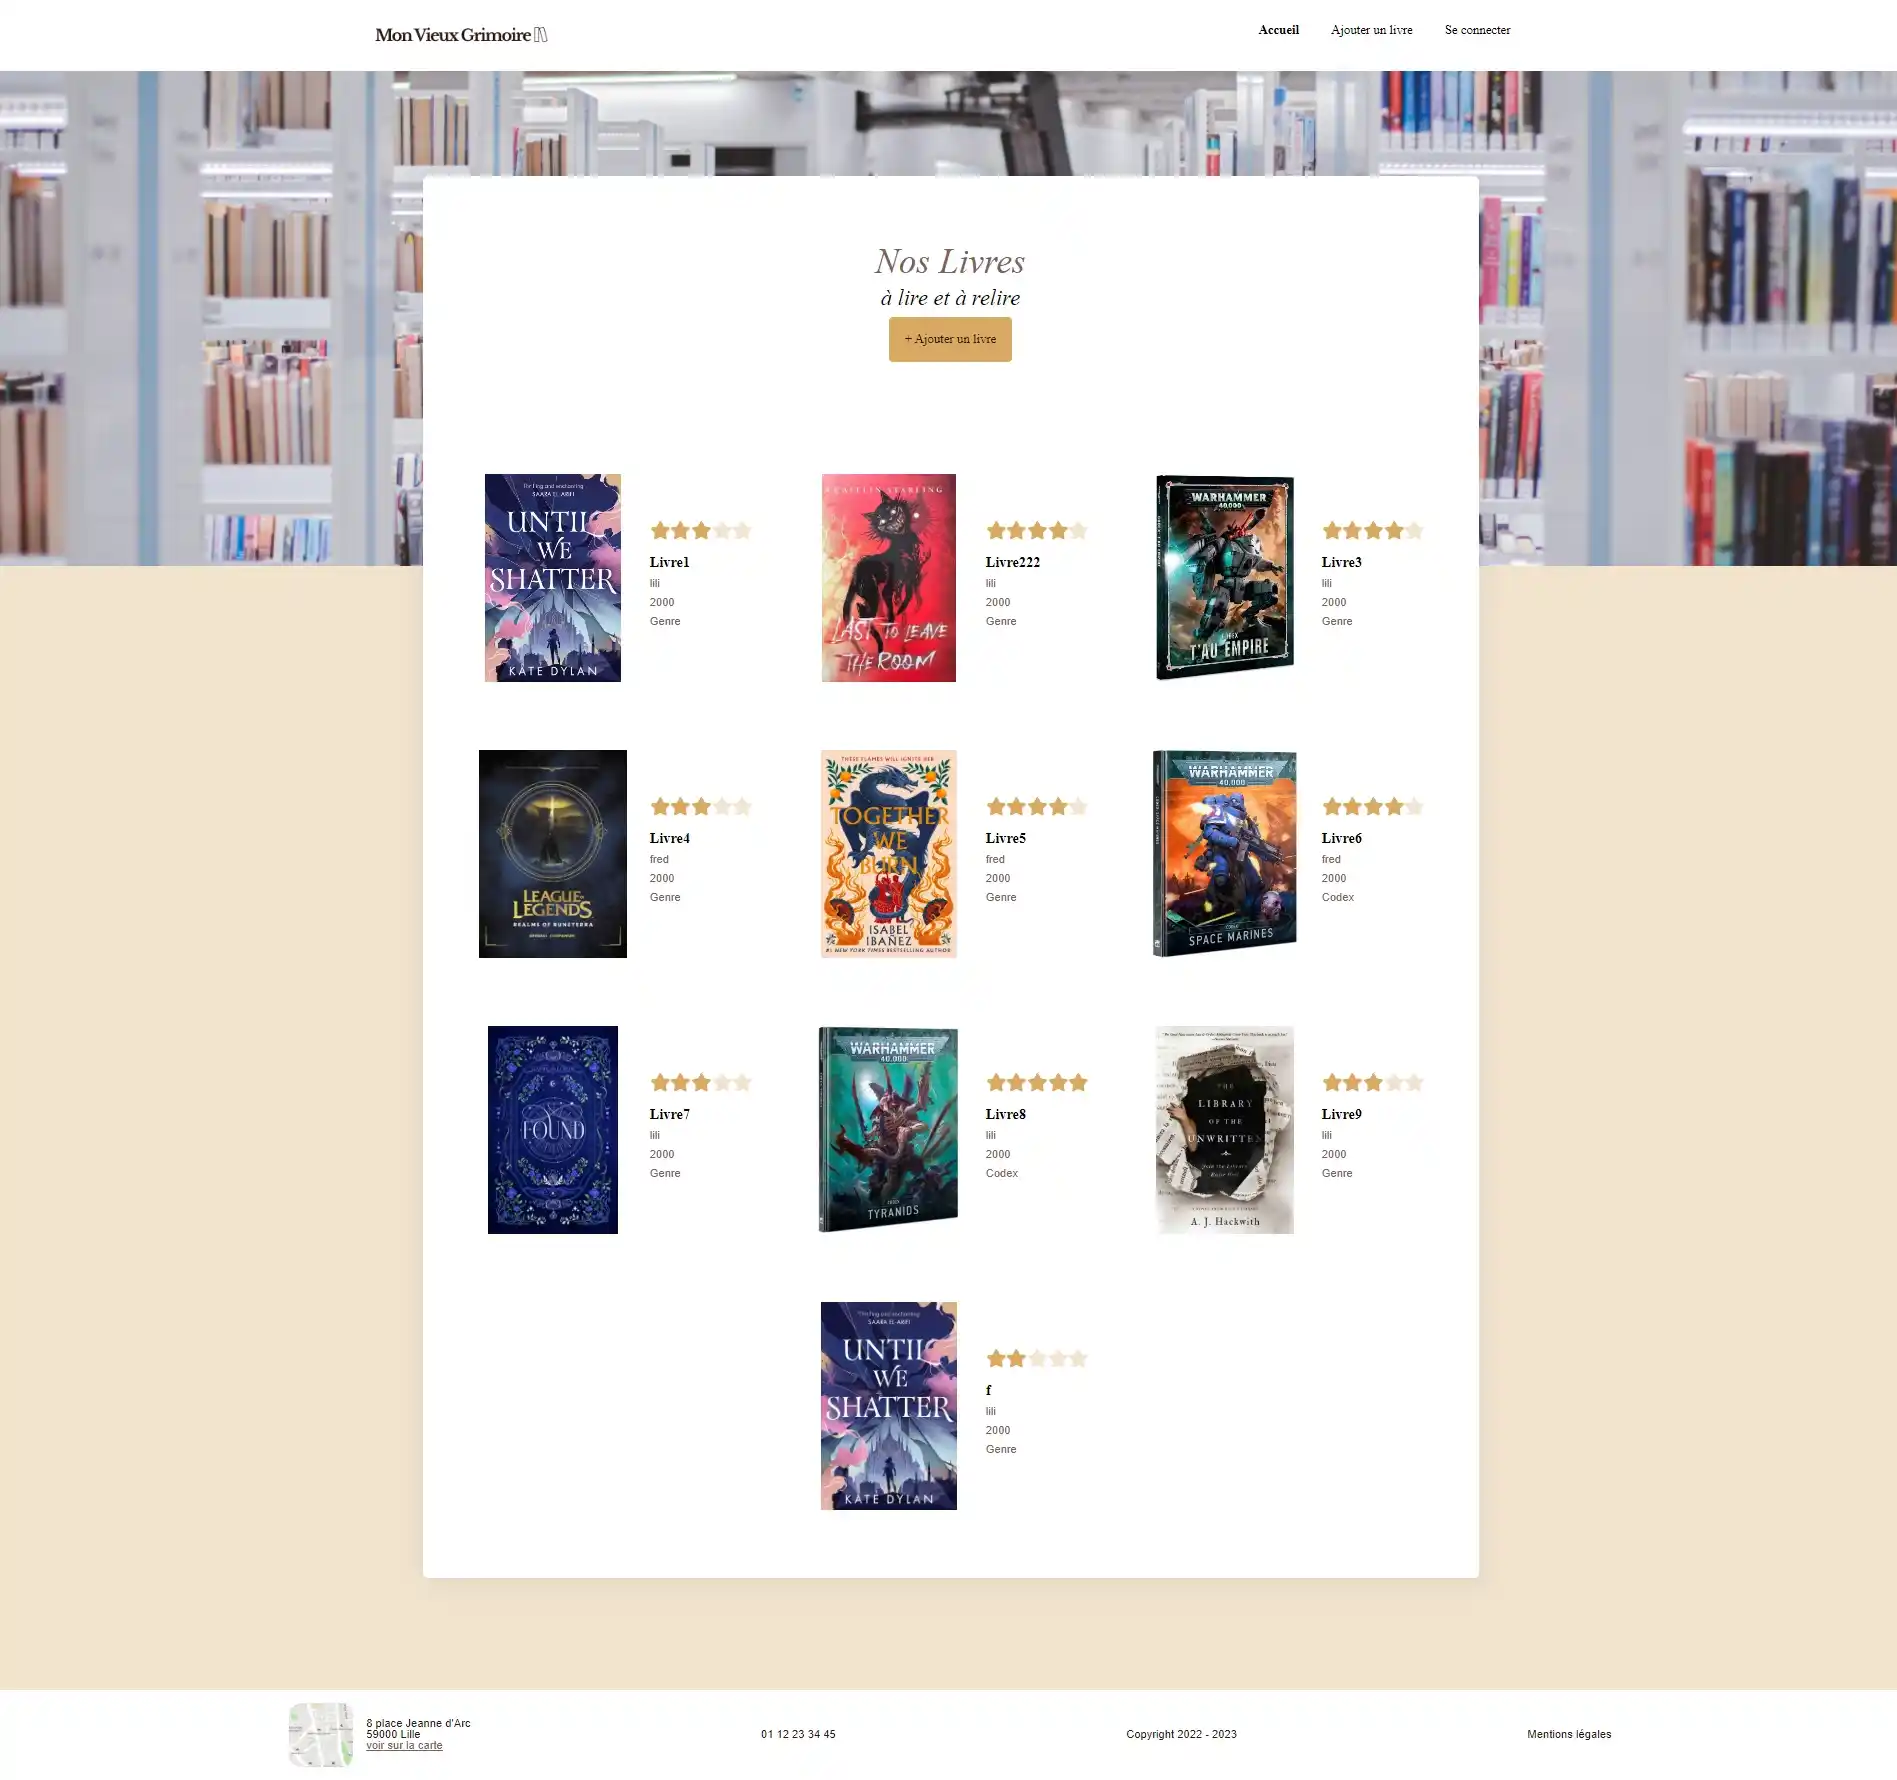 Mon Vieux Grimoire
Accueil
Ajouter un livre
Se connecter
Nos Livres
à lire et à relire
+ Ajouter un livre
Thrilling and enchanting
SAARA EL-ARIFI
UNTIL
WE
SHATTER
KATE DYLAN
Livre1
lili
2000
Genre
CAITLIN STARLING
LAST TO LEAVE
THE ROOM
Livre222
lili
2000
Genre
WARHAMMER
40,000
CODEX
T'AU EMPIRE
Livre3
lili
2000
Genre
LEAGUE OF
LEGENDS
REALMS OF RUNETERRA
Livre4
fred
2000
Genre
THESE FLAMES WILL IGNITE HER
TOGETHER
WE
BURN
ISABEL
IBAÑEZ
#1 NEW YORK TIMES BESTSELLING AUTHOR
Livre5
fred
2000
Genre
WARHAMMER
40,000
CODEX
SPACE MARINES
Livre6
fred
2000
Codex
FOUND
Livre7
lili
2000
Genre
WARHAMMER
40,000
TYRANIDS
Livre8
lili
2000
Codex
THE
LIBRARY
OF THE
UNWRITTEN
A. J. Hackwith
Livre9
lili
2000
Genre
Thrilling and enchanting
SAARA EL-ARIFI
UNTIL
WE
SHATTER
KATE DYLAN
f
lili
2000
Genre
8 place Jeanne d'Arc
59000 Lille
voir sur la carte
01 12 23 34 45
Copyright 2022 - 2023
Mentions légales